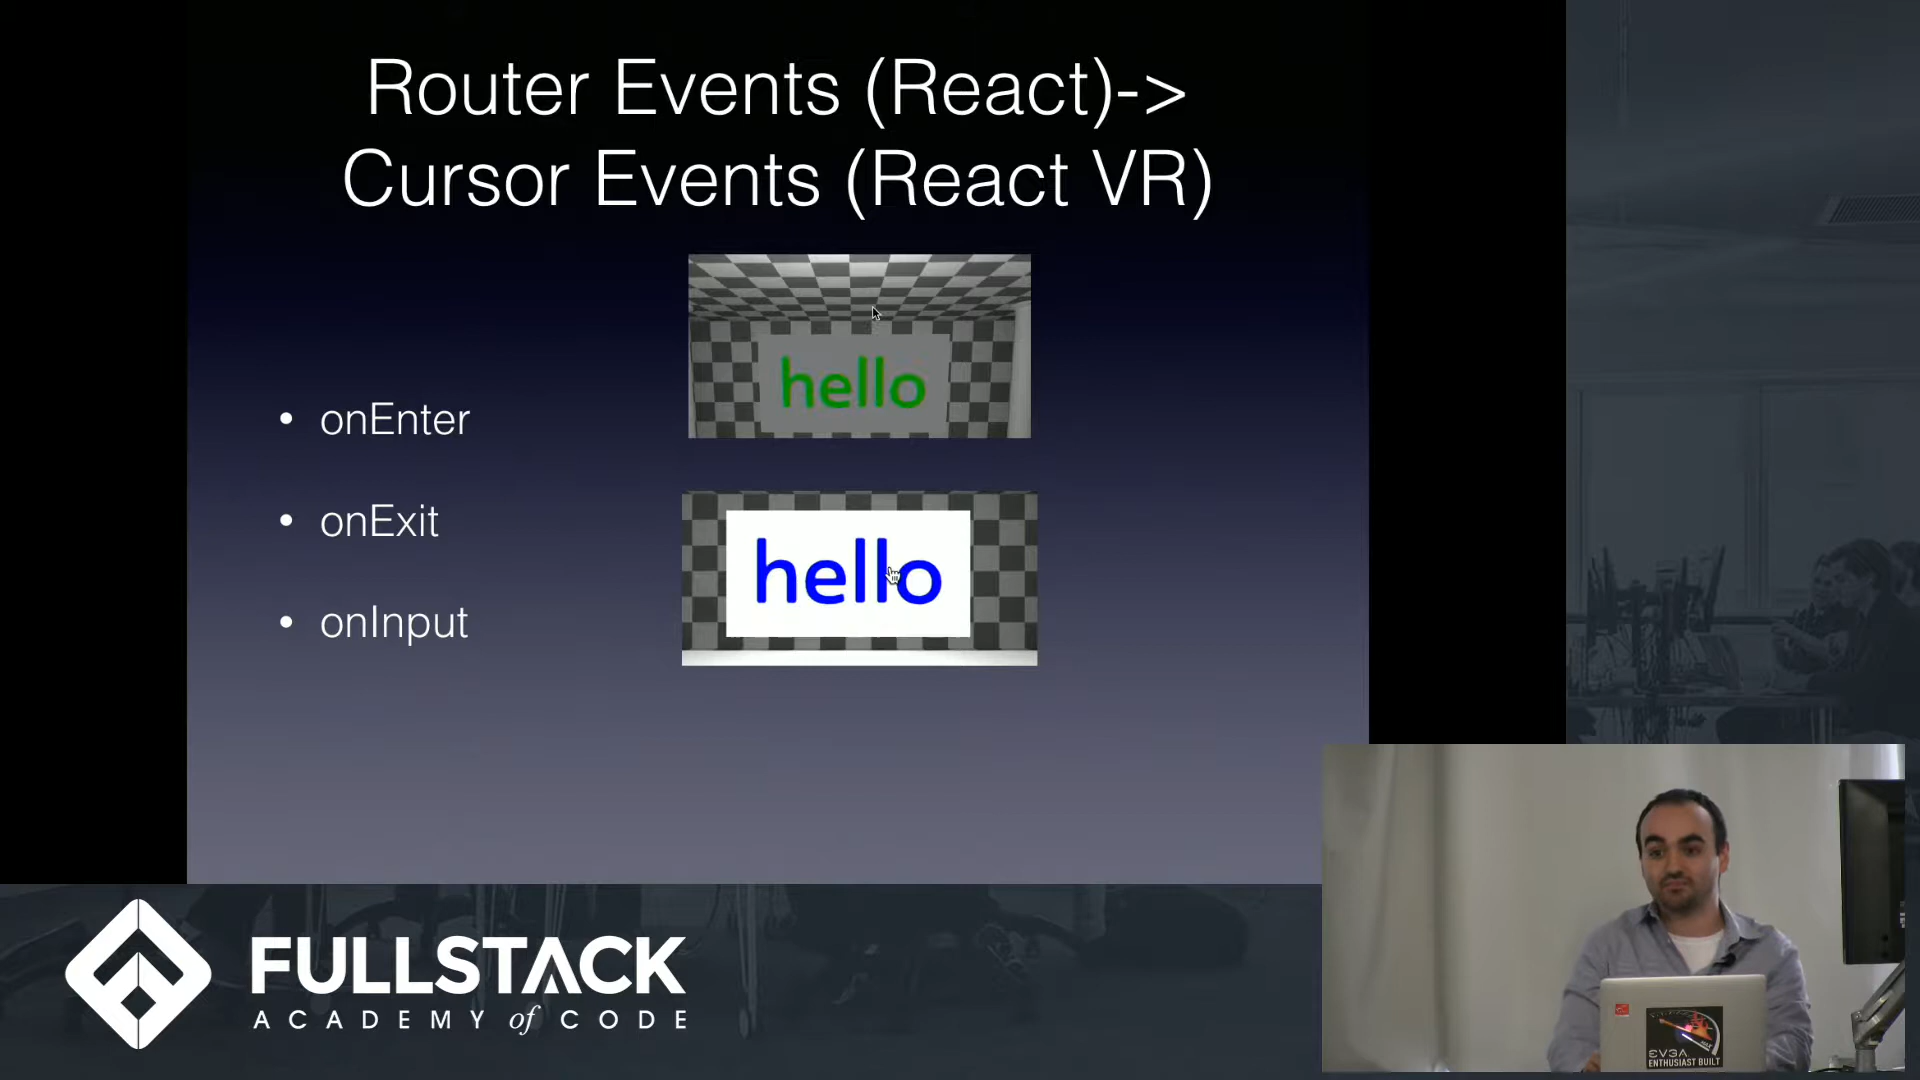 Router Events (React)->
Cursor Events (React VR)
hello
• onEnter
• onExit
hello
• onInput
FULLSTACK
ACADEMY of CODE
EVGA
ENTHUSIAST BUILT